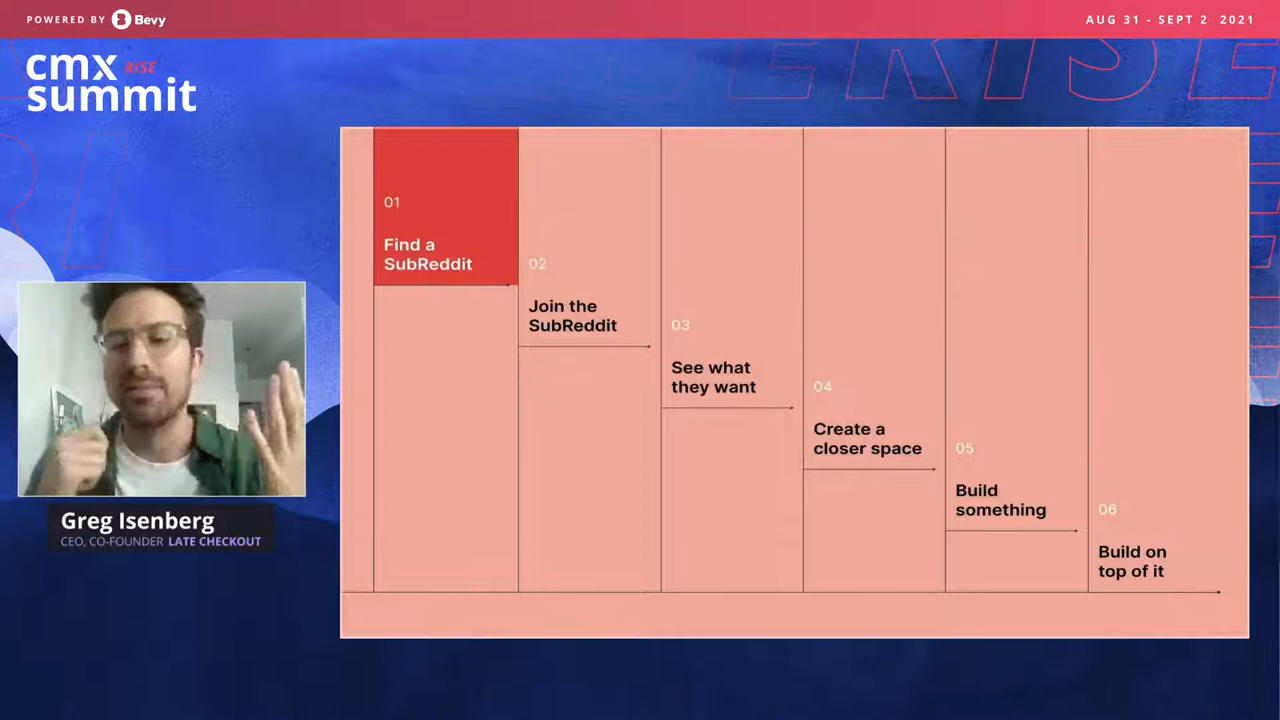 POWERED BY Bevy
AUG 31 - SEPT 2 2021
cmx RISE
summit
01
Find a
SubReddit
02
Join the
SubReddit
03
See what
they want
04
Create a
closer space
05
Build
something
06
Build on
top of it
Greg Isenberg
CEO, CO-FOUNDER LATE CHECKOUT